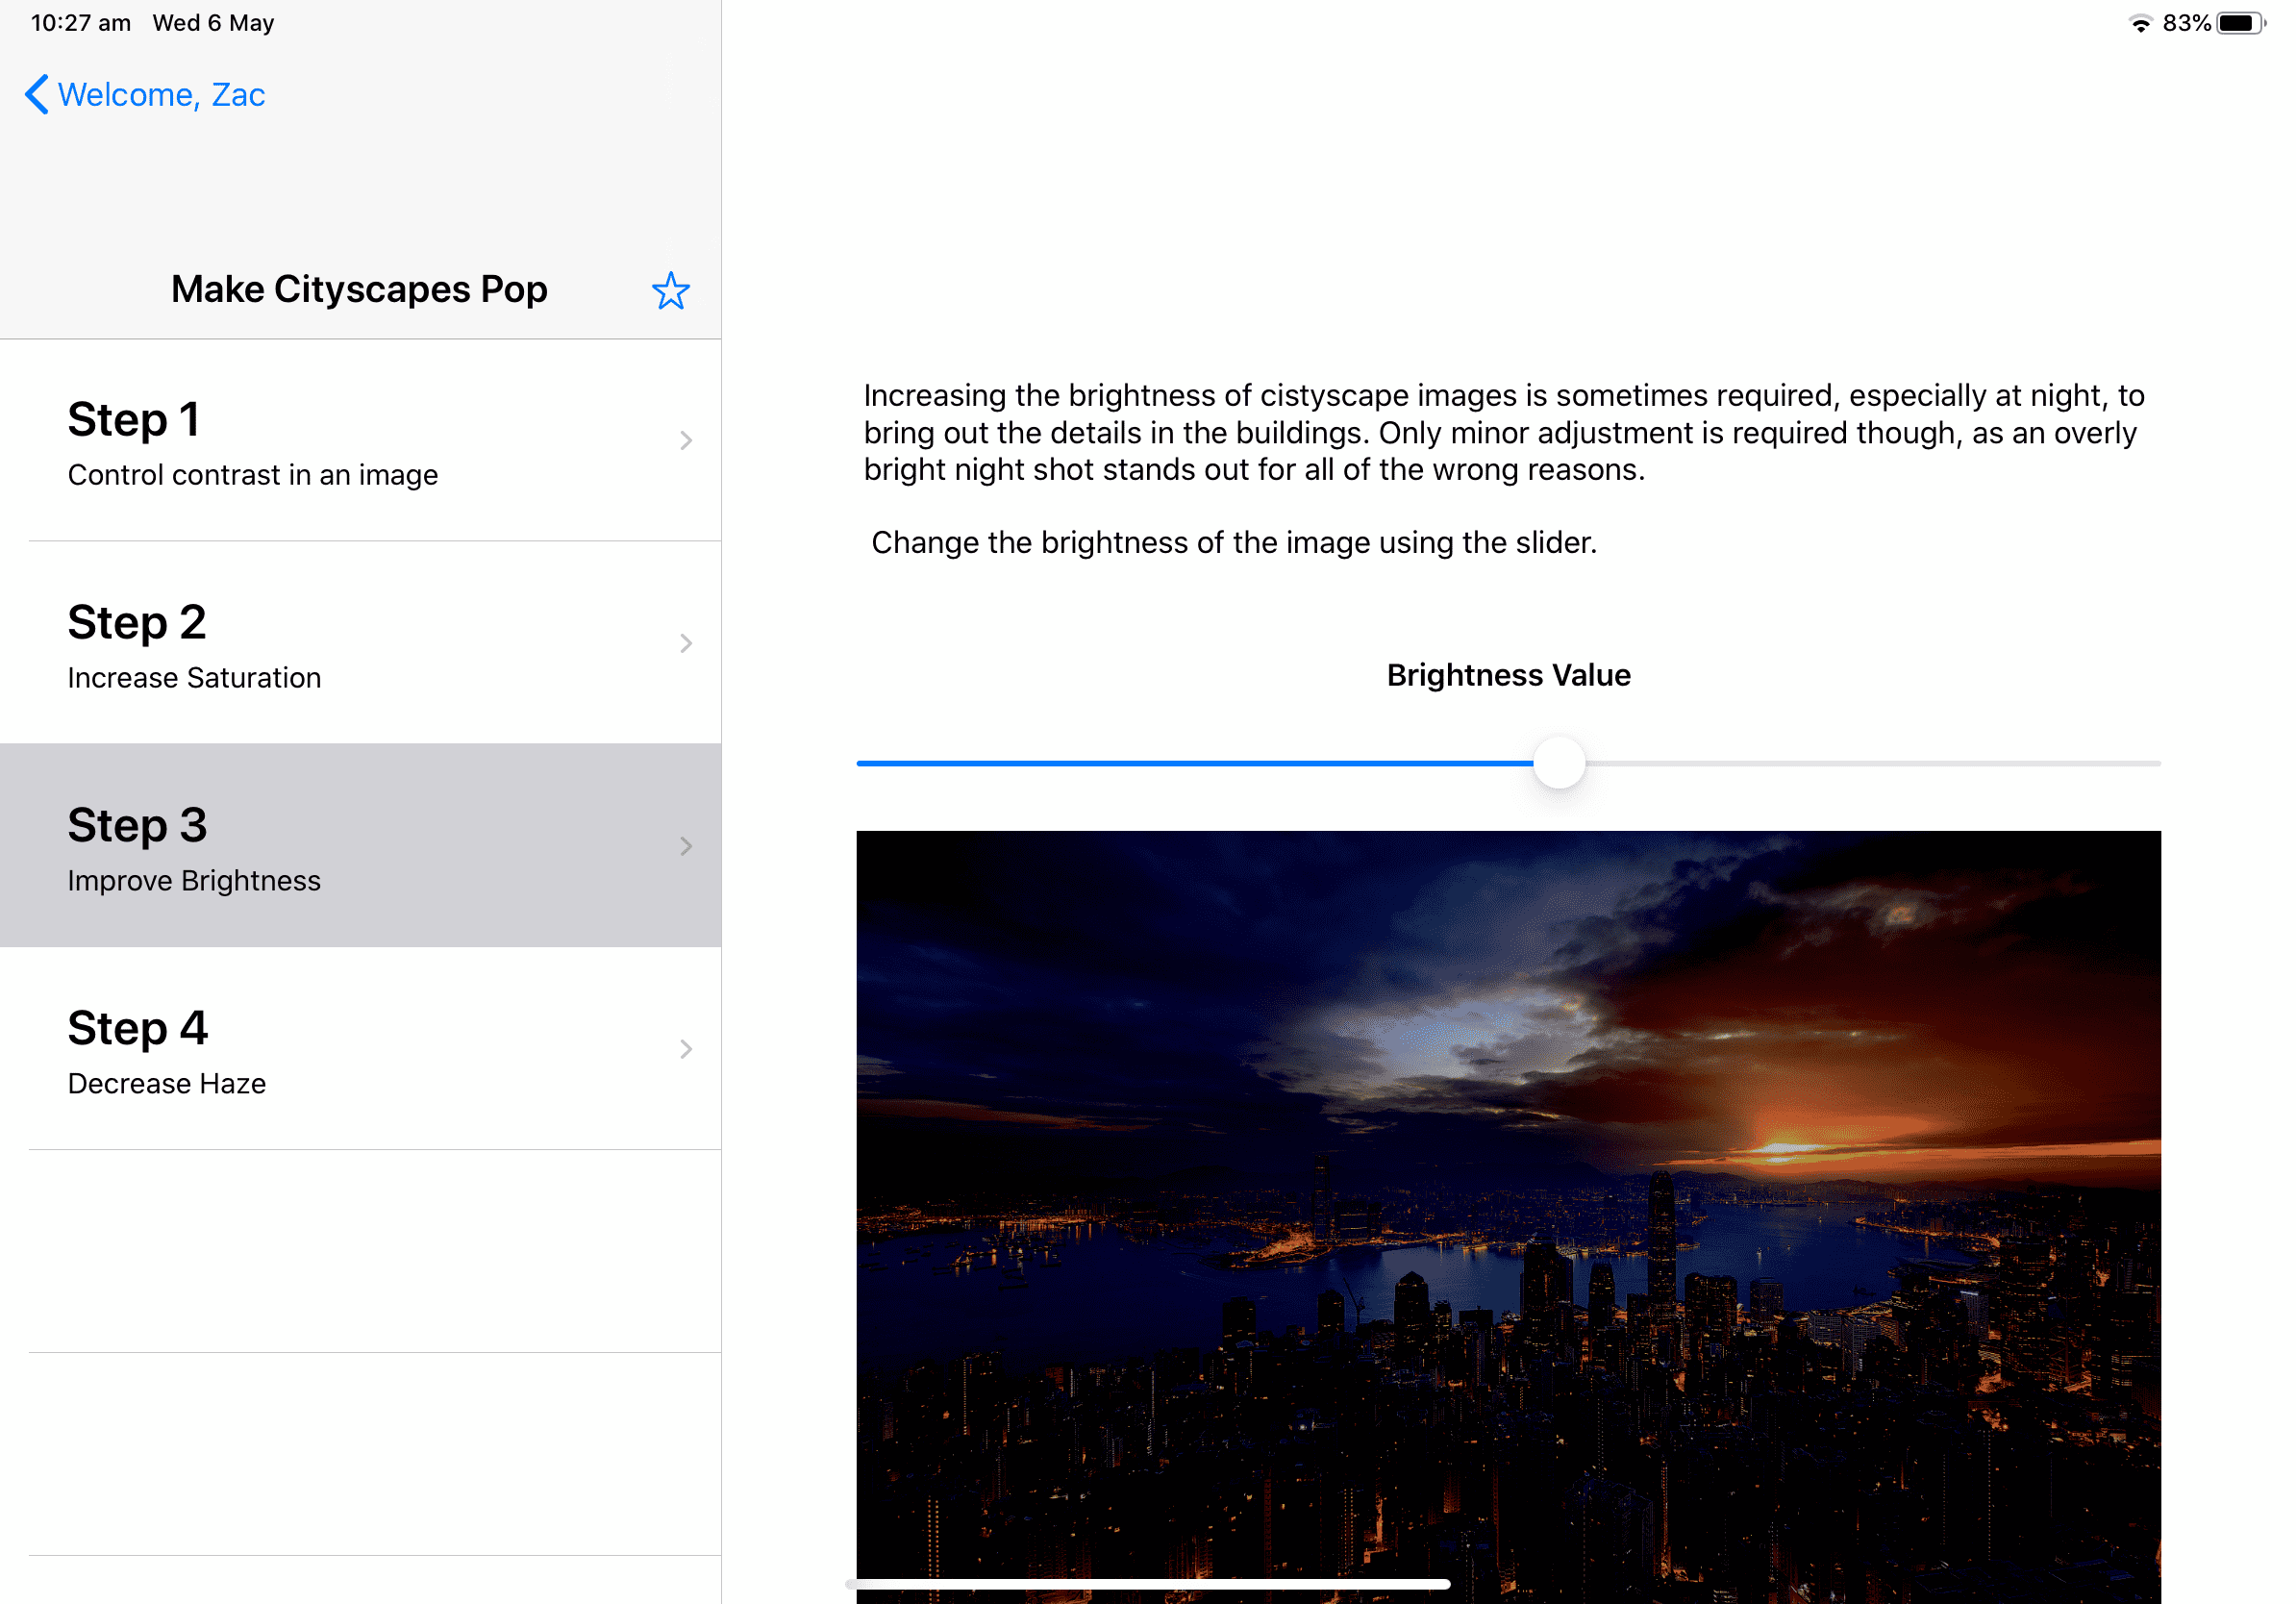 10:27 am Wed 6 May
83%
Welcome, Zac
Make Cityscapes Pop
Step 1
Control contrast in an image
Step 2
Increase Saturation
Step 3
Improve Brightness
Step 4
Decrease Haze
Increasing the brightness of cistyscape images is sometimes required, especially at night, to
bring out the details in the buildings. Only minor adjustment is required though, as an overly
bright night shot stands out for all of the wrong reasons.
Change the brightness of the image using the slider.
Brightness Value